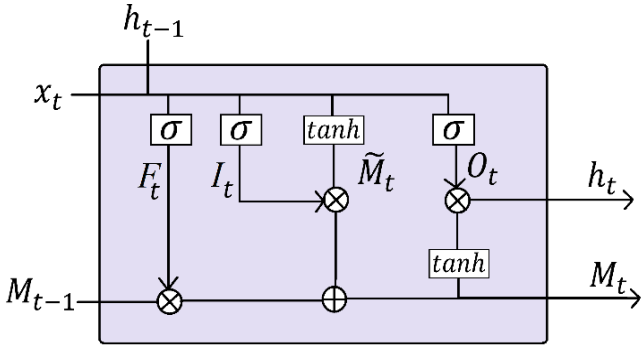 h_{t-1}
x_t
σ σ tanh σ
F_t I_t M̃_t O_t
h_t
tanh
M_{t-1} M_t